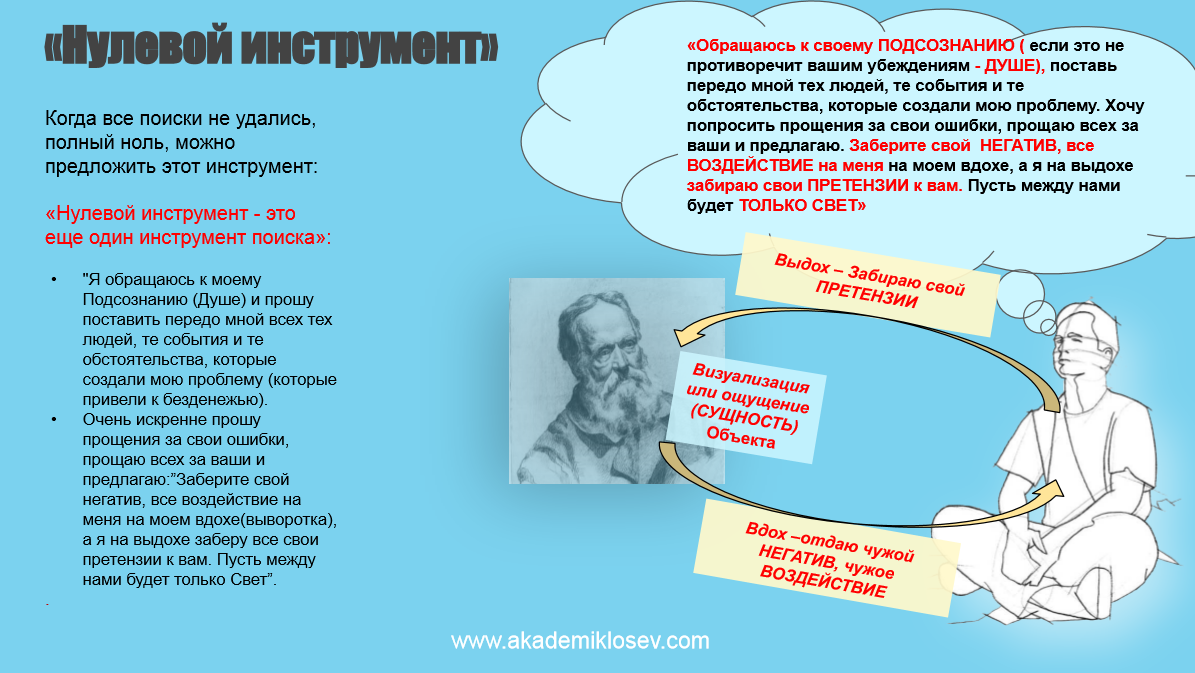 «Нулевой инструмент»
Когда все поиски не удались,
полный ноль, можно
предложить этот инструмент:
«Нулевой инструмент - это
еще один инструмент поиска»:
• "Я обращаюсь к моему
Подсознанию (Душе) и прошу
поставить передо мной всех тех
людей, те события и те
обстоятельства, которые
создали мою проблему (которые
привели к безденежью).
• Очень искренне прошу
прощения за свои ошибки,
прощаю всех за ваши и
предлагаю:”Заберите свой
негатив, все воздействие на
меня на моем вдохе(выворотка),
а я на выдохе заберу все свои
претензии к вам. Пусть между
нами будет только Свет”.
.
«Обращаюсь к своему ПОДСОЗНАНИЮ ( если это не
противоречит вашим убеждениям - ДУШЕ), поставь
передо мной тех людей, те события и те
обстоятельства, которые создали мою проблему. Хочу
попросить прощения за свои ошибки, прощаю всех за
ваши и предлагаю. Заберите свой НЕГАТИВ, все
ВОЗДЕЙСТВИЕ на меня на моем вдохе, а я на выдохе
забираю свои ПРЕТЕНЗИИ к вам. Пусть между нами
будет ТОЛЬКО СВЕТ»
Выдох – Забираю свой
ПРЕТЕНЗИИ
Визуализация
или ощущение
(СУЩНОСТЬ)
Объекта
Вдох –отдаю чужой
НЕГАТИВ, чужое
ВОЗДЕЙСТВИЕ
www.akademiklosev.com